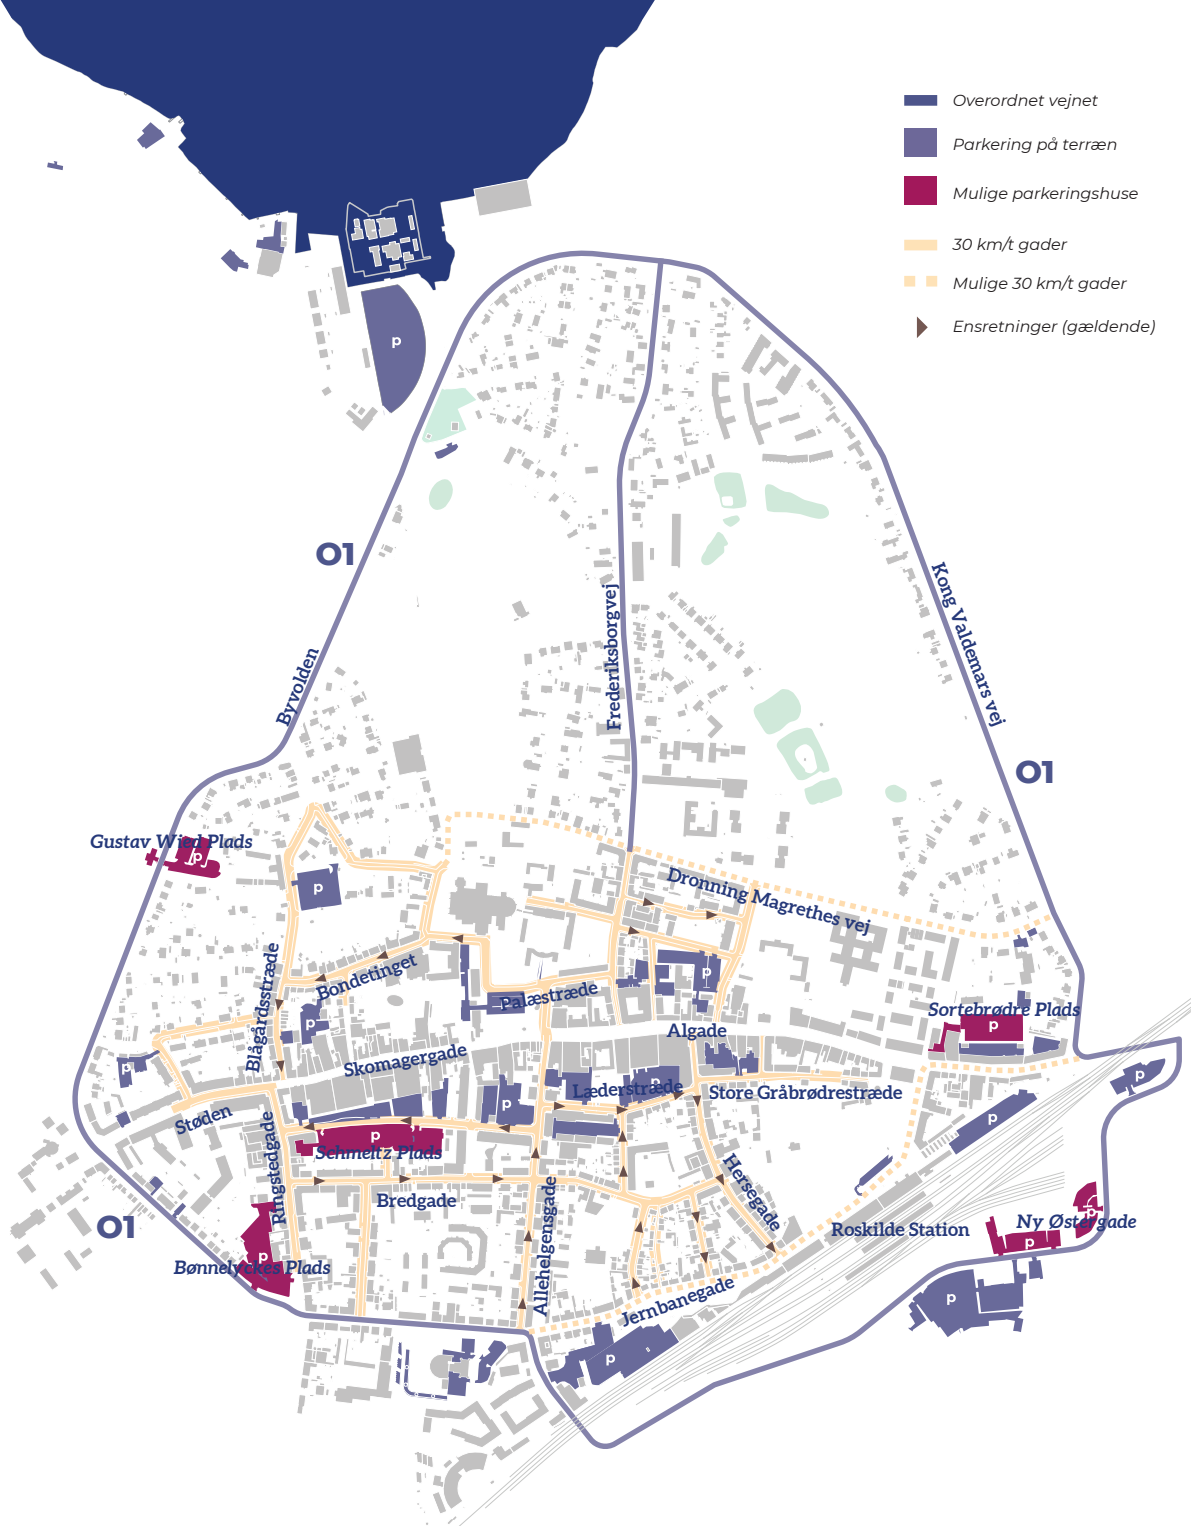 Overordnet vejnet
Parkering på terræn
Mulige parkeringshuse
30 km/t gader
Mulige 30 km/t gader
Ensretninger (gældende)
p
O1
Kong Valdemars vej
Frederiksborgvej
Byvolden
O1
Gustav Wied Plads
p
p
Dronning Magrethes vej
Blågårdsstræde
Bondetinget
p
Palæstræde
p
Algade
Sortebrødre Plads
p
Skomagergade
p
p
Læderstræde
p
Store Gråbrødrestræde
p
p
Støden
p
Schmeltz Plads
p
Ringstedgade
Bredgade
Allehelgensgade
Hersegade
Roskilde Station
Ny Østergade
p
p
O1
p
Bønnelyckes Plads
Jernbanegade
p
p